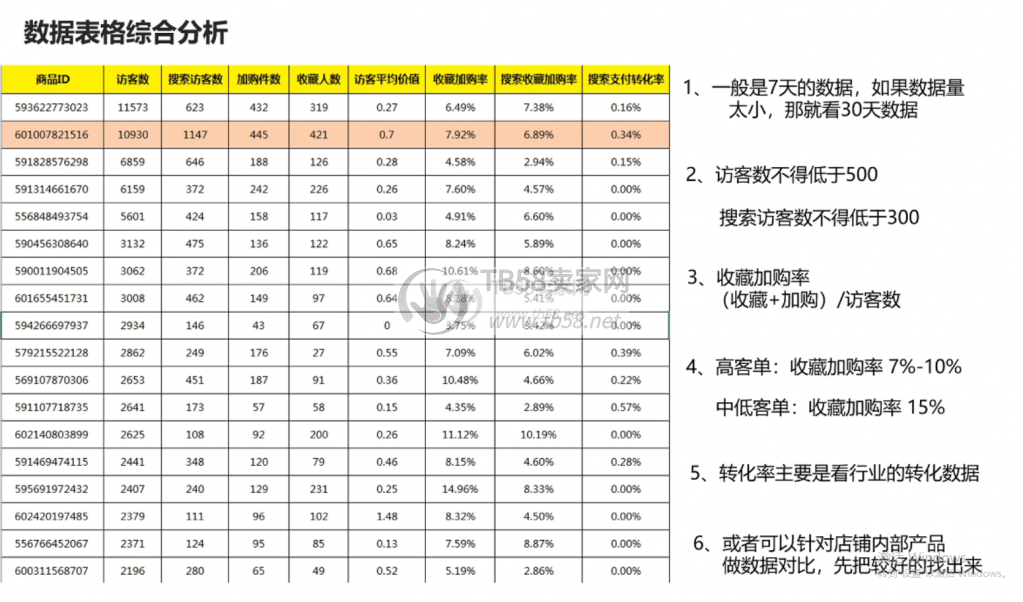 数据表格综合分析
商品ID 访客数 搜索访客数 加购件数 收藏人数 访客平均价值 收藏加购率 搜索收藏加购率 搜索支付转化率
593622773023 11573 623 432 319 0.27 6.49% 7.38% 0.16%
601007821516 10930 1147 445 421 0.7 7.92% 6.89% 0.34%
591828576298 6859 646 188 126 0.28 4.58% 2.94% 0.15%
591314661670 6159 372 242 226 0.26 7.60% 4.57% 0.00%
556848493754 5601 424 158 117 0.03 4.91% 6.60% 0.00%
590456308640 3132 475 136 122 0.65 8.24% 5.89% 0.00%
590011904505 3062 372 206 119 0.68 10.61% 8.60% 0.00%
601655451731 3008 462 149 97 0.64 8.18% 5.41% 0.00%
594266697937 2934 146 43 67 0 3.75% 3.42% 0.00%
579215522128 2862 249 176 27 0.55 7.09% 6.02% 0.39%
569107870306 2653 451 187 91 0.36 10.48% 4.66% 0.22%
591107718735 2641 173 57 58 0.15 4.35% 2.89% 0.57%
602140803899 2625 108 92 200 0.26 11.12% 10.19% 0.00%
591469474115 2441 348 120 79 0.46 8.15% 4.60% 0.28%
595691972432 2407 240 129 231 0.25 14.96% 8.33% 0.00%
602420197485 2379 111 96 102 1.48 8.32% 4.50% 0.00%
556766452067 2371 124 95 85 0.13 7.59% 8.87% 0.00%
600311568707 2196 280 65 49 0.52 5.19% 2.86% 0.00%
TB58卖家网
www.tb58.net
1、一般是7天的数据，如果数据量
太小，那就看30天数据
2、访客数不得低于500
搜索访客数不得低于300
3、收藏加购率
（收藏+加购）/访客数
4、高客单：收藏加购率 7%-10%
中低客单：收藏加购率 15%
5、转化率主要是看行业的转化数据
6、或者可以针对店铺内部产品
做数据对比，先把较好的找出来